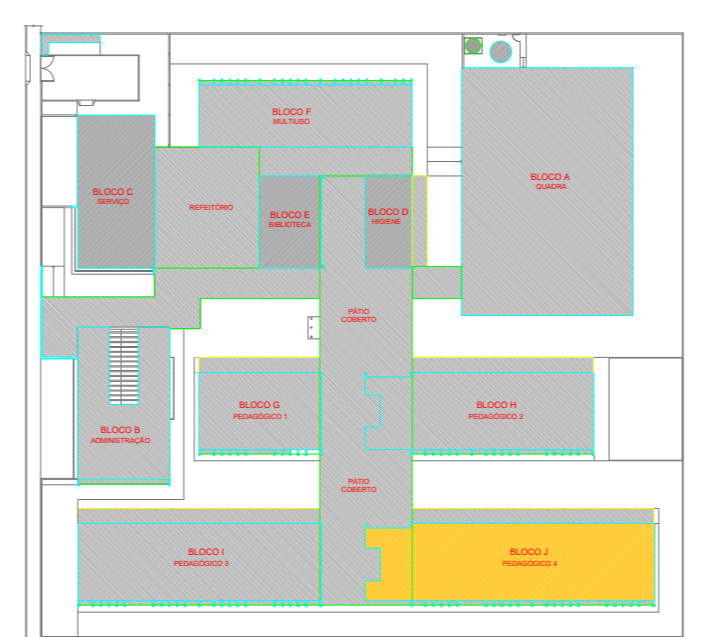 BLOCO F
MULTIUSO
BLOCO A
QUADRA
BLOCO C
SERVIÇO
REFEITÓRIO
BLOCO E
BIBLIOTECA
BLOCO D
HIGIENE
PÁTIO
COBERTO
BLOCO G
PEDAGÓGICO 1
BLOCO H
PEDAGÓGICO 2
BLOCO B
ADMINISTRAÇÃO
PÁTIO
COBERTO
BLOCO I
PEDAGÓGICO 3
BLOCO J
PEDAGÓGICO 4